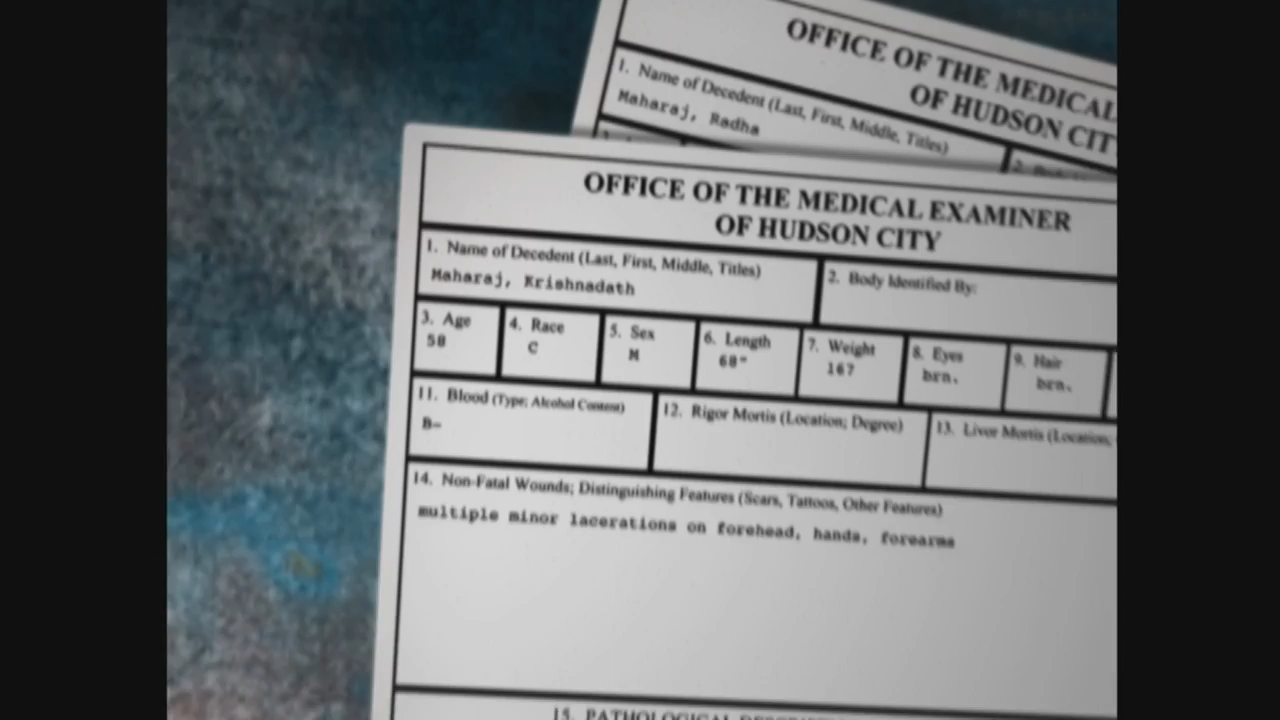 OFFICE OF THE MEDICAL
OF HUDSON CIT
1. Name of Decedent (Last, First, Middle, Titles)
Maharaj, Radha
OFFICE OF THE MEDICAL EXAMINER
OF HUDSON CITY
1. Name of Decedent (Last, First, Middle, Titles)
Maharaj, Krishnadath
2. Body Identified By:
3. Age
58
4. Race
C
5. Sex
M
6. Length
68"
7. Weight
167
8. Eyes
brn.
9. Hair
brn.
11. Blood (Type; Alcohol Content)
B-
12. Rigor Mortis (Location; Degree)
13. Livor Mortis (Location;
14. Non-Fatal Wounds; Distinguishing Features (Scars, Tattoos, Other Features)
multiple minor lacerations on forehead, hands, forearms
15. PATHOLOGICAL